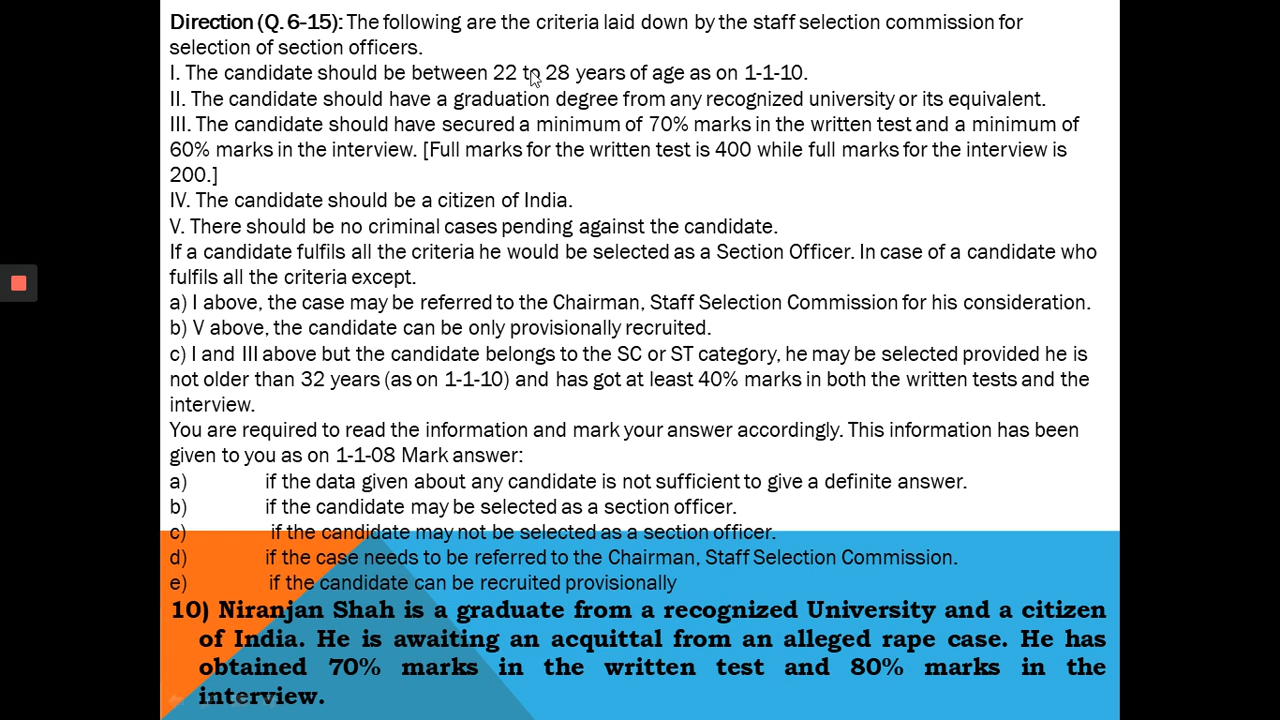 Direction (Q. 6-15): The following are the criteria laid down by the staff selection commission for
selection of section officers.
I. The candidate should be between 22 to 28 years of age as on 1-1-10.
II. The candidate should have a graduation degree from any recognized university or its equivalent.
III. The candidate should have secured a minimum of 70% marks in the written test and a minimum of
60% marks in the interview. [Full marks for the written test is 400 while full marks for the interview is
200.]
IV. The candidate should be a citizen of India.
V. There should be no criminal cases pending against the candidate.
If a candidate fulfils all the criteria he would be selected as a Section Officer. In case of a candidate who
fulfils all the criteria except.
a) I above, the case may be referred to the Chairman, Staff Selection Commission for his consideration.
b) V above, the candidate can be only provisionally recruited.
c) I and III above but the candidate belongs to the SC or ST category, he may be selected provided he is
not older than 32 years (as on 1-1-10) and has got at least 40% marks in both the written tests and the
interview.
You are required to read the information and mark your answer accordingly. This information has been
given to you as on 1-1-08 Mark answer:
a) if the data given about any candidate is not sufficient to give a definite answer.
b) if the candidate may be selected as a section officer.
c) if the candidate may not be selected as a section officer.
d) if the case needs to be referred to the Chairman, Staff Selection Commission.
e) if the candidate can be recruited provisionally
10) Niranjan Shah is a graduate from a recognized University and a citizen
of India. He is awaiting an acquittal from an alleged rape case. He has
obtained 70% marks in the written test and 80% marks in the
interview.